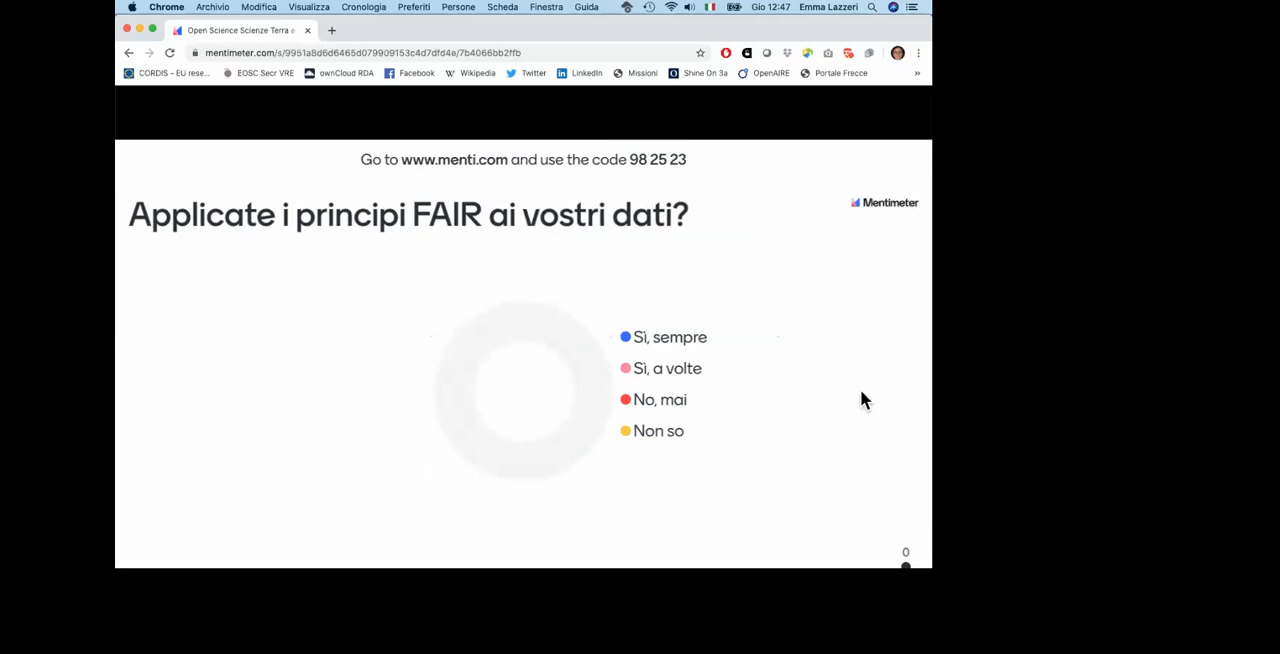 Chrome Archivio Modifica Visualizza Cronologia Preferiti Persone Scheda Finestra Guida Gio 12:47 Emma Lazzeri
Open Science Scienze Terra e
mentimeter.com/s/9951a8d6d6465d079909153c4d7dfd4e/7b4066bb2ffb
CORDIS - EU rese... EOSC Secr VRE ownCloud RDA Facebook Wikipedia Twitter LinkedIn Missioni Shine On 3a OpenAIRE Portale Frecce »
Go to www.menti.com and use the code 98 25 23
Applicate i principi FAIR ai vostri dati?
Mentimeter
Sì, sempre
Sì, a volte
No, mai
Non so
0